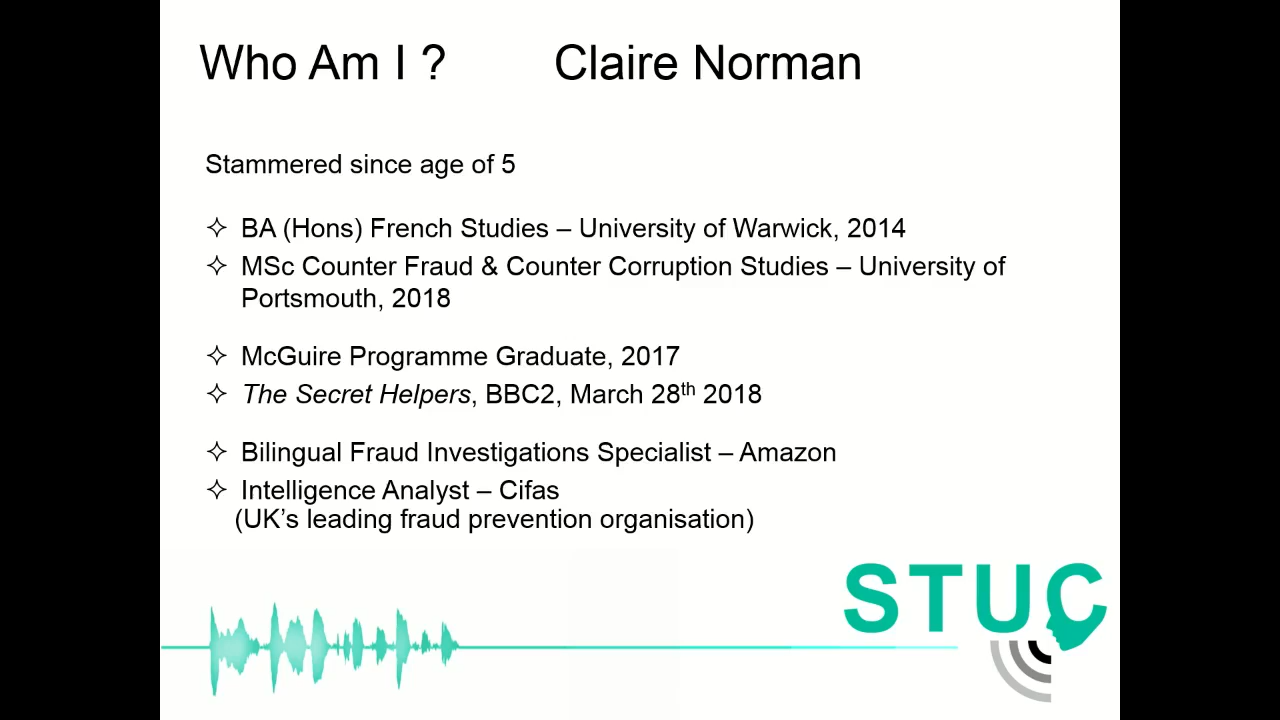 Who Am I ? Claire Norman
Stammered since age of 5
✧ BA (Hons) French Studies – University of Warwick, 2014
✧ MSc Counter Fraud & Counter Corruption Studies – University of
Portsmouth, 2018
✧ McGuire Programme Graduate, 2017
✧ The Secret Helpers, BBC2, March 28th 2018
✧ Bilingual Fraud Investigations Specialist – Amazon
✧ Intelligence Analyst – Cifas
(UK’s leading fraud prevention organisation)
STUC